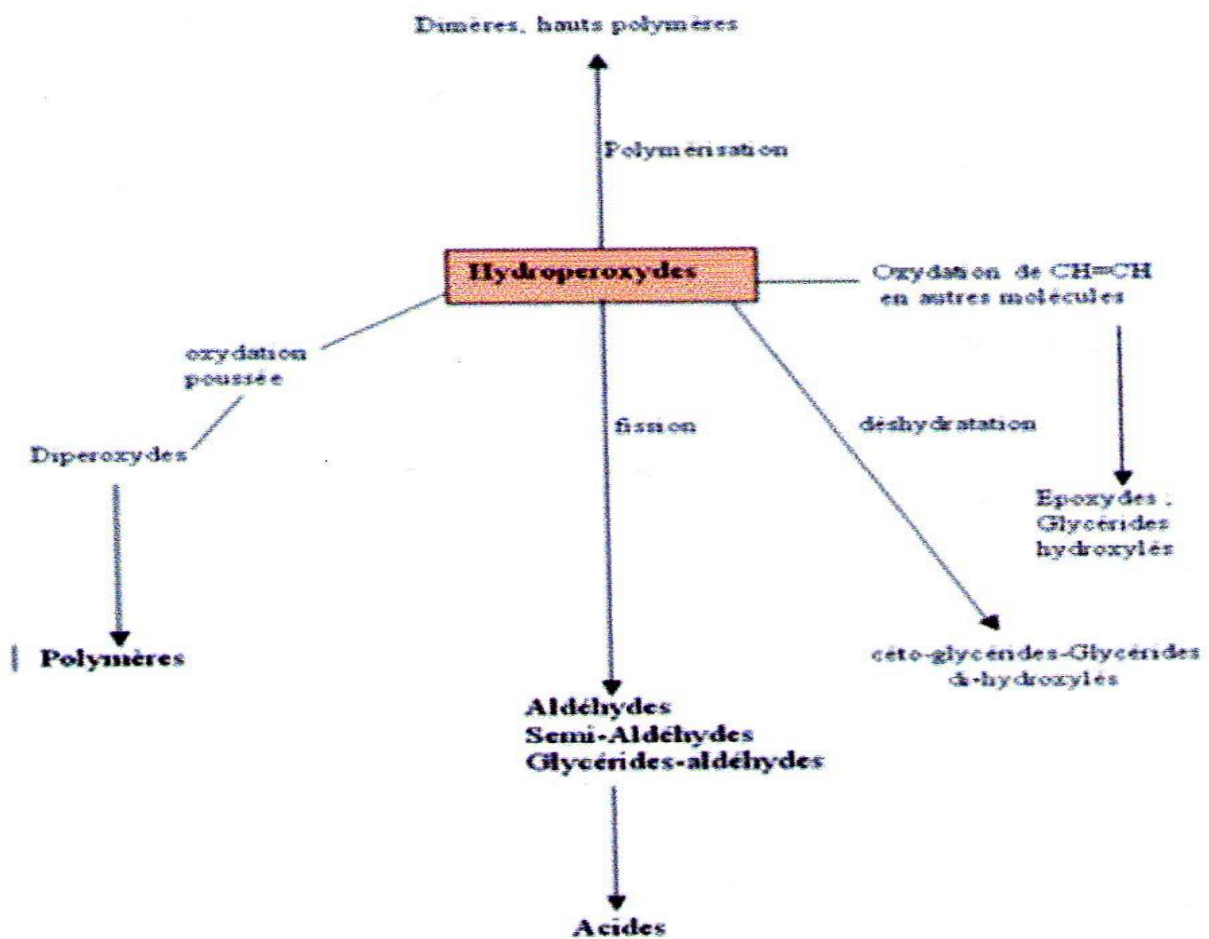 Dimères, hauts polymères
Polymérisation
Hydroperoxydes
Oxydation de CH=CH
en autres molécules
oxydation
poussée
fission
déshydratation
Diperoxydes
Epoxydes :
Glycérides
hydroxylés
Polymères
céto-glycérides-Glycérides
di-hydroxylés
Aldéhydes
Semi-Aldéhydes
Glycérides-aldéhydes
Acides